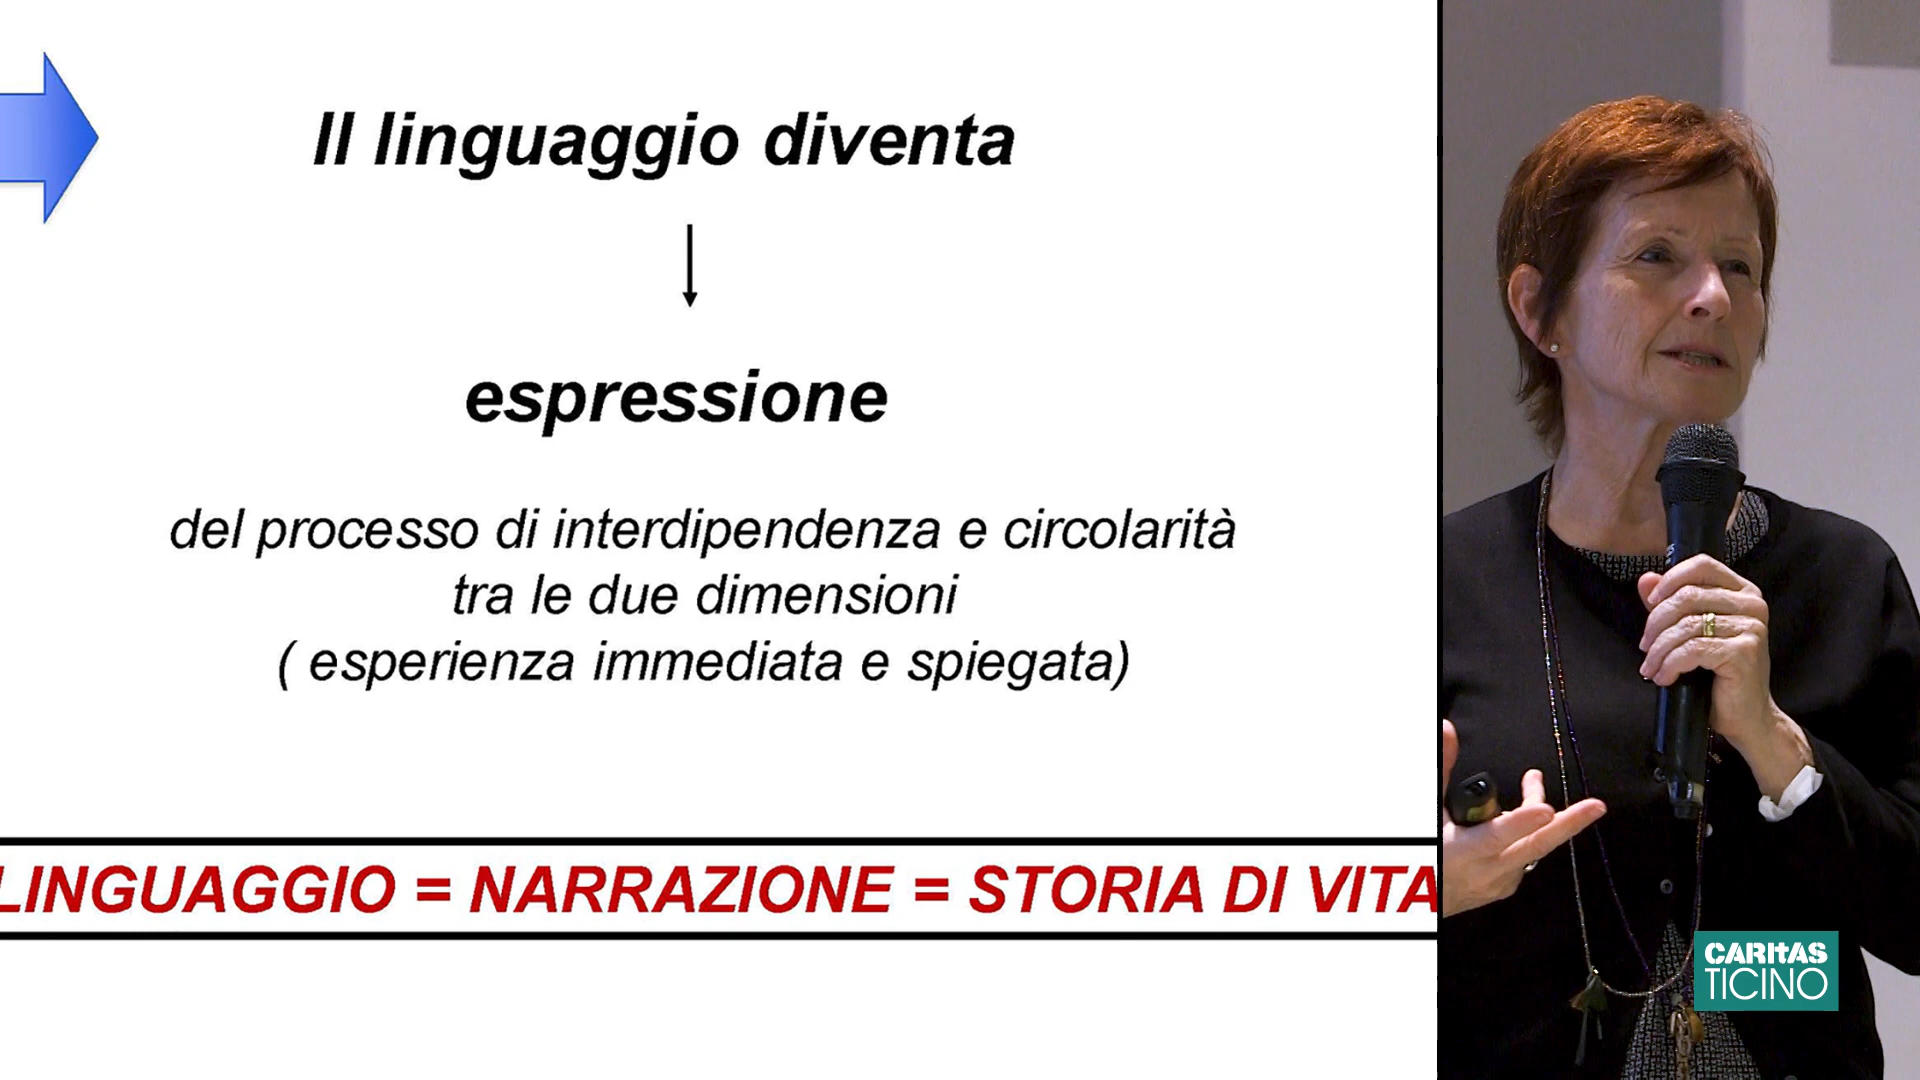 Il linguaggio diventa
espressione
del processo di interdipendenza e circolarità
tra le due dimensioni
( esperienza immediata e spiegata)
LINGUAGGIO = NARRAZIONE = STORIA DI VITA
CARITAS
TICINO